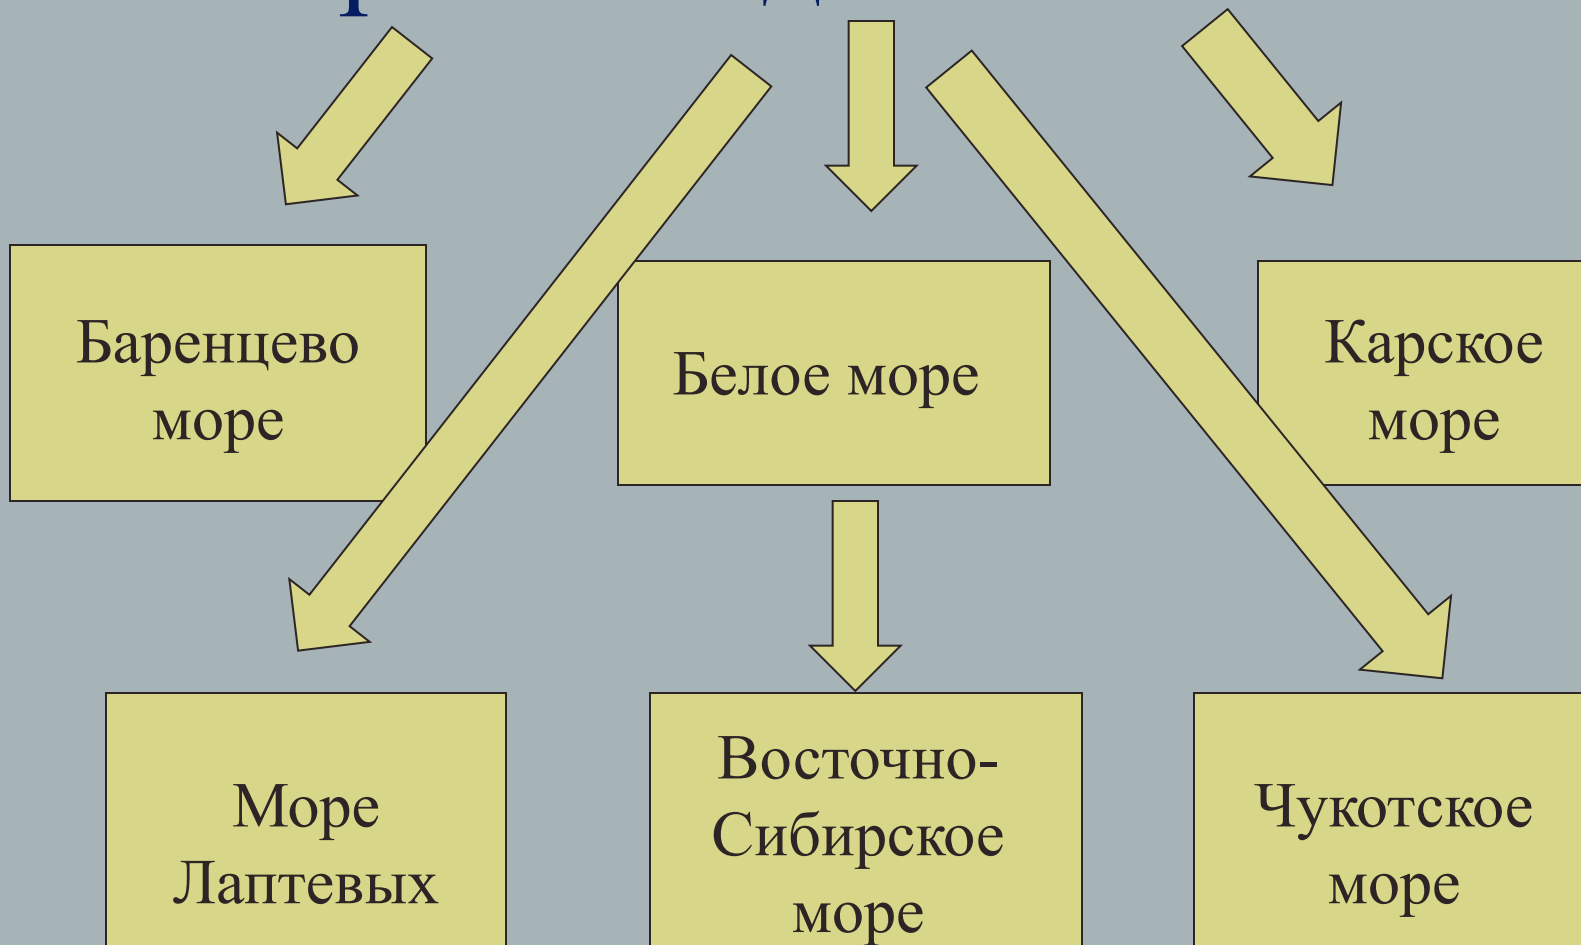 Баренцево
море
Белое море
Карское
море
Море
Лаптевых
Восточно-
Сибирское
море
Чукотское
море